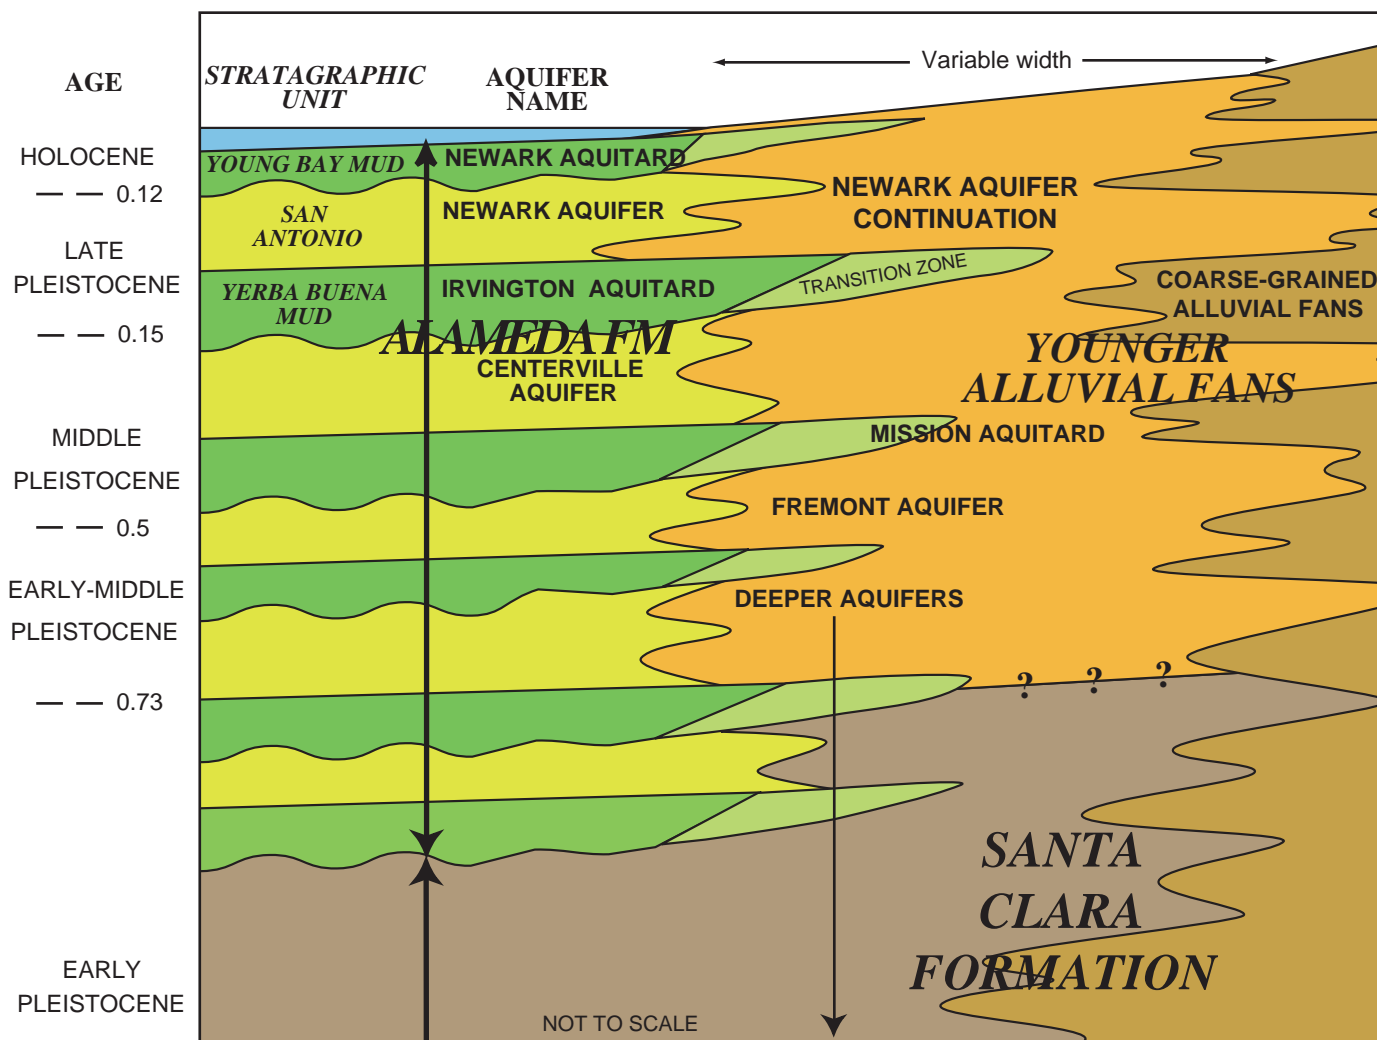 Variable width
AGE
STRATAGRAPHIC
UNIT
AQUIFER
NAME
HOLOCENE
YOUNG BAY MUD
NEWARK AQUITARD
0.12
SAN
ANTONIO
NEWARK AQUIFER
NEWARK AQUIFER
CONTINUATION
LATE
PLEISTOCENE
YERBA BUENA
MUD
IRVINGTON AQUITARD
TRANSITION ZONE
COARSE-GRAINED
ALLUVIAL FANS
0.15
ALAMEDA FM
YOUNGER
ALLUVIAL FANS
CENTERVILLE
AQUIFER
MIDDLE
PLEISTOCENE
MISSION AQUITARD
0.5
FREMONT AQUIFER
EARLY-MIDDLE
PLEISTOCENE
DEEPER AQUIFERS
0.73
? ? ?
SANTA
CLARA
FORMATION
EARLY
PLEISTOCENE
NOT TO SCALE